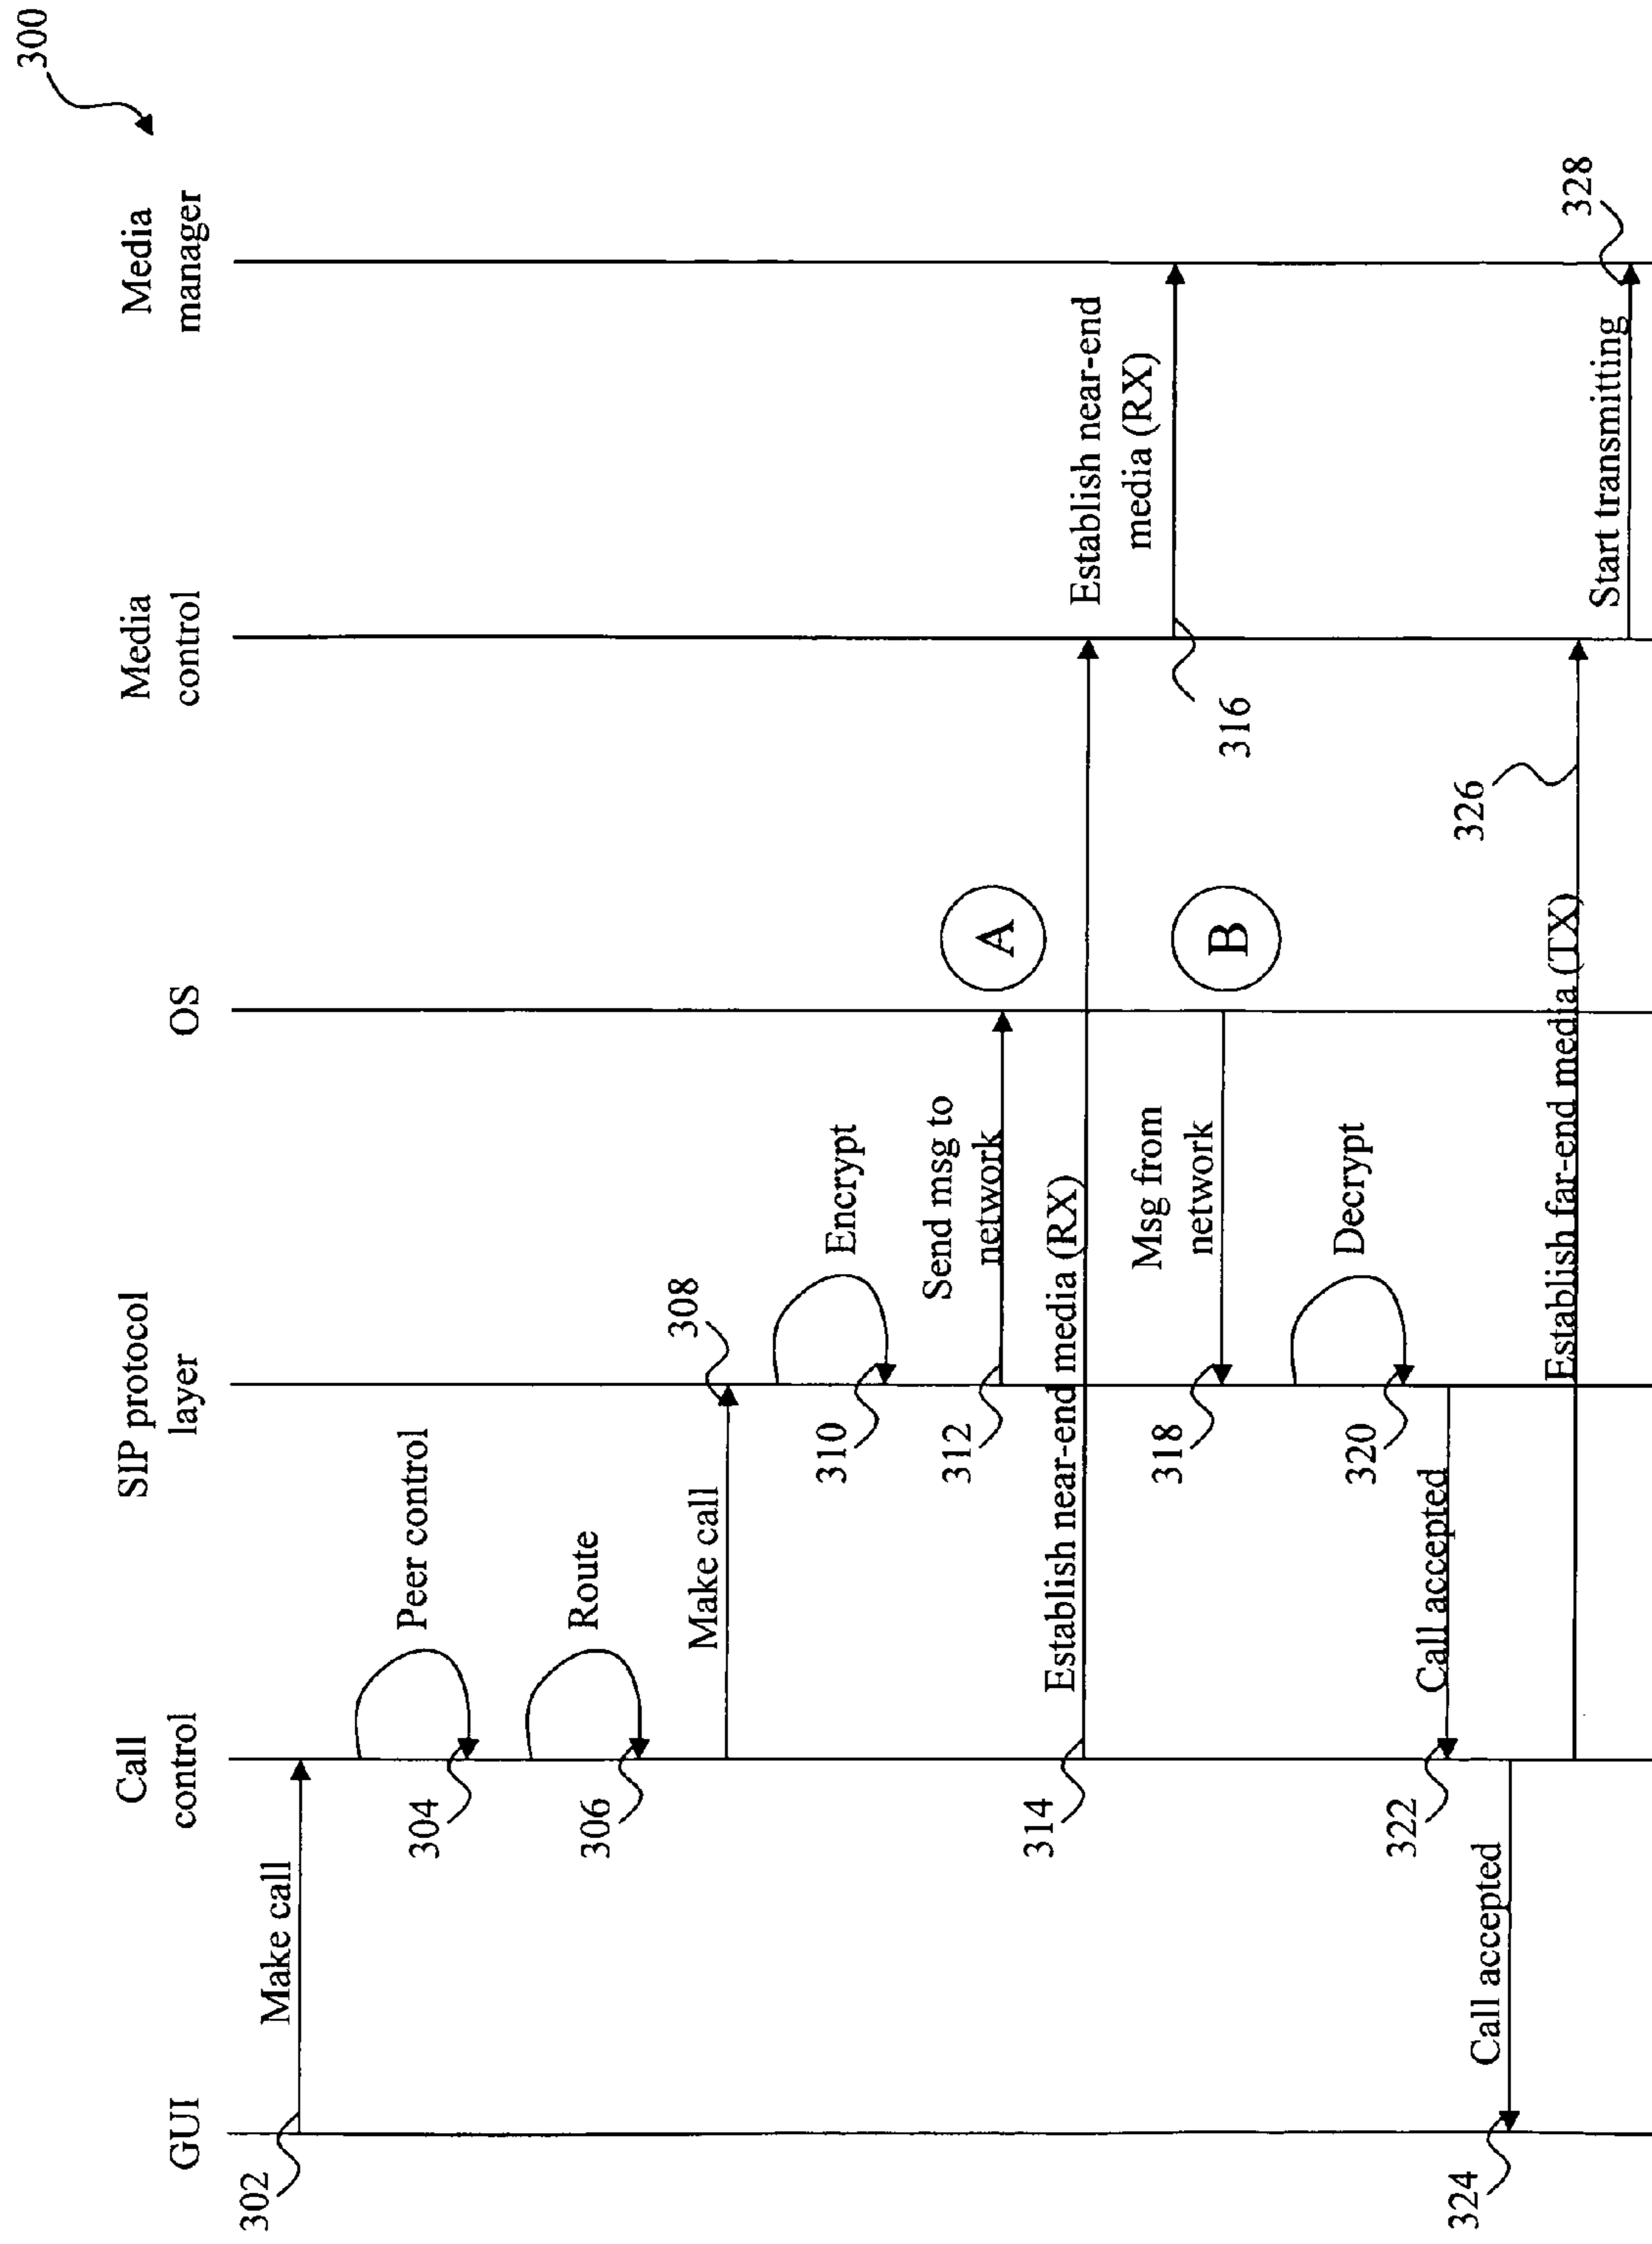 300
GUI
Call
control
SIP protocol
layer
OS
Media
control
Media
manager
302
Make call
Peer control
304
Route
306
Make call
308
Encrypt
310
Send msg to
network
312
A
Establish near-end media (RX)
314
Establish near-end
media (RX)
316
Msg from
network
318
B
Decrypt
320
Call accepted
322
Call accepted
324
Establish far-end media (TX)
326
Start transmitting
328